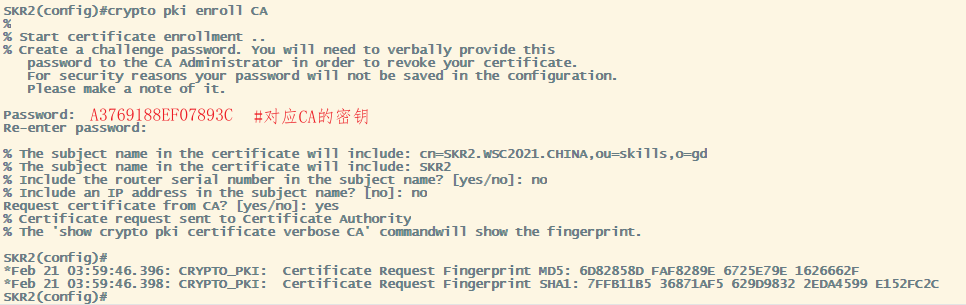 SKR2(config)#crypto pki enroll CA
%
% Start certificate enrollment ..
% Create a challenge password. You will need to verbally provide this
password to the CA Administrator in order to revoke your certificate.
For security reasons your password will not be saved in the configuration.
Please make a note of it.
Password: A3769188EF07893C #对应CA的密钥
Re-enter password:
% The subject name in the certificate will include: cn=SKR2.WSC2021.CHINA,ou=skills,o=gd
% The subject name in the certificate will include: SKR2
% Include the router serial number in the subject name? [yes/no]: no
% Include an IP address in the subject name? [no]: no
Request certificate from CA? [yes/no]: yes
% Certificate request sent to Certificate Authority
% The 'show crypto pki certificate verbose CA' commandwill show the fingerprint.
SKR2(config)#
*Feb 21 03:59:46.396: CRYPTO_PKI:  Certificate Request Fingerprint MD5: 6D82858D FAF8289E 6725E79E 1626662F
*Feb 21 03:59:46.398: CRYPTO_PKI:  Certificate Request Fingerprint SHA1: 7FFB11B5 36871AF5 629D9832 2EDA4599 E152FC2C
SKR2(config)#